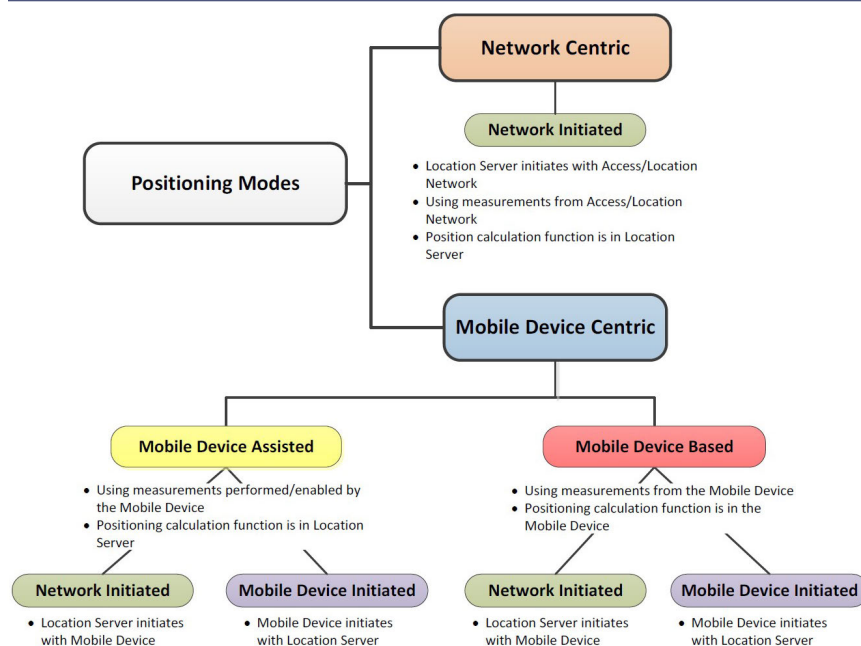 Network Centric
Network Initiated
• Location Server initiates with Access/Location
Network
• Using measurements from Access/Location
Network
• Position calculation function is in Location
Server
Positioning Modes
Mobile Device Centric
Mobile Device Assisted
• Using measurements performed/enabled by
the Mobile Device
• Positioning calculation function is in Location
Server
Network Initiated
• Location Server initiates
with Mobile Device
Mobile Device Initiated
• Mobile Device initiates
with Location Server
Mobile Device Based
• Using measurements from the Mobile Device
• Positioning calculation function is in the
Mobile Device
Network Initiated
• Location Server initiates
with Mobile Device
Mobile Device Initiated
• Mobile Device initiates
with Location Server